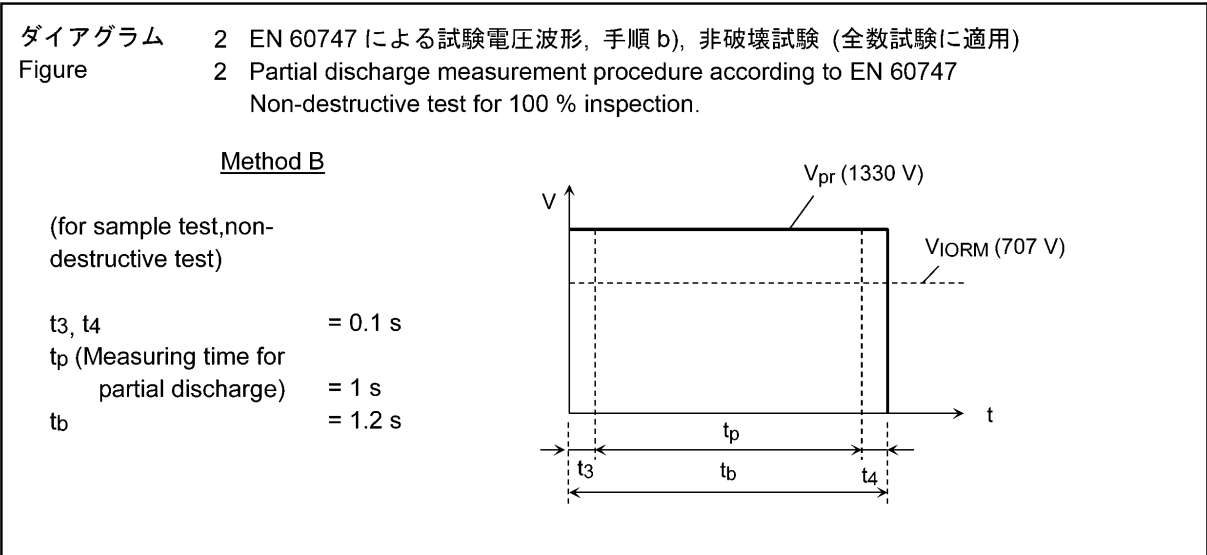 ダイアグラム 2 EN 60747 による試験電圧波形, 手順 b), 非破壊試験 (全数試験に適用)
Figure 2 Partial discharge measurement procedure according to EN 60747
Non-destructive test for 100 % inspection.
Method B
(for sample test,non-
destructive test)
t3, t4 = 0.1 s
tp (Measuring time for
partial discharge) = 1 s
tb = 1.2 s
Vpr (1330 V)
V
VIORM (707 V)
t
tp
t3 tb t4